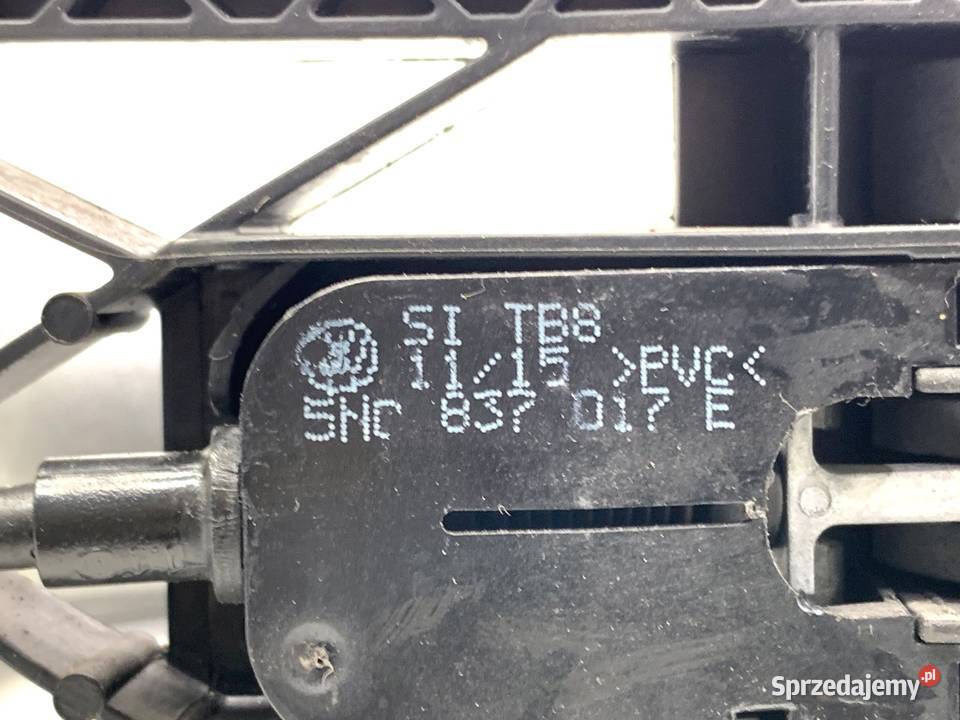 SI TB8
11/15 >PVC<
5NC 837 017 E
Sprzedajemy.pl